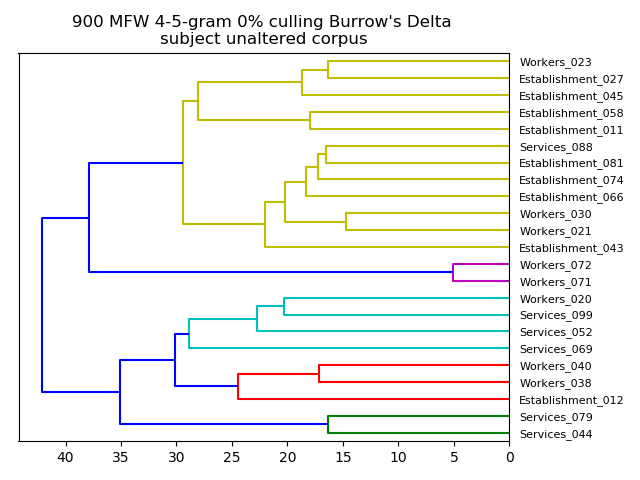 900 MFW 4-5-gram 0% culling Burrow's Delta
subject unaltered corpus
Workers_023
Establishment_027
Establishment_045
Establishment_058
Establishment_011
Services_088
Establishment_081
Establishment_074
Establishment_066
Workers_030
Workers_021
Establishment_043
Workers_072
Workers_071
Workers_020
Services_099
Services_052
Services_069
Workers_040
Workers_038
Establishment_012
Services_079
Services_044
40 35 30 25 20 15 10 5 0